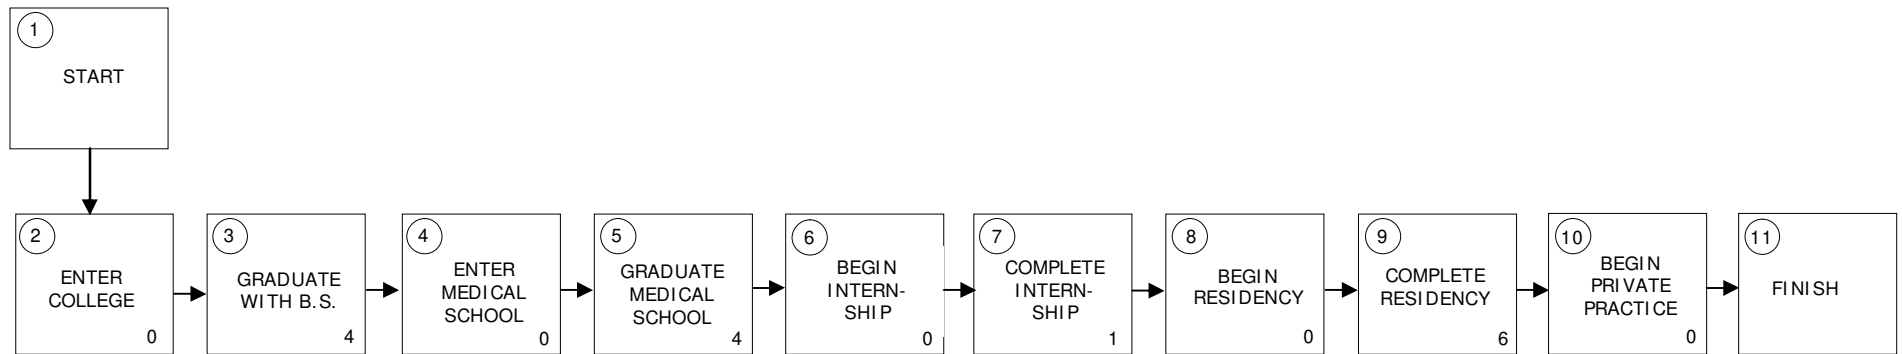 1
START
2
ENTER
COLLEGE
0
3
GRADUATE
WITH B.S.
4
4
ENTER
MEDICAL
SCHOOL
0
5
GRADUATE
MEDICAL
SCHOOL
4
6
BEGIN
INTERN-
SHIP
0
7
COMPLETE
INTERN-
SHIP
1
8
BEGIN
RESIDENCY
0
9
COMPLETE
RESIDENCY
6
10
BEGIN
PRIVATE
PRACTICE
0
11
FINISH